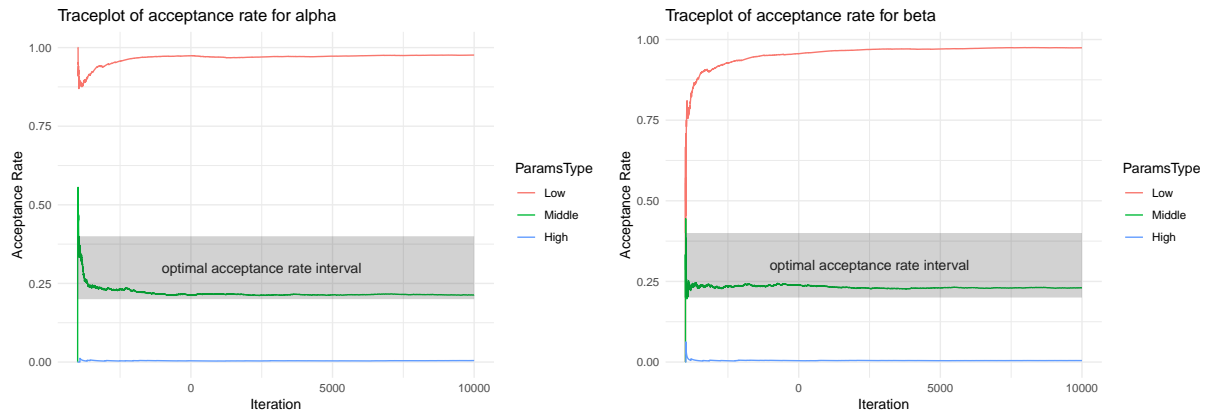 Traceplot of acceptance rate for alpha
1.00
0.75
0.50
0.25
0.00
Acceptance Rate
optimal acceptance rate interval
0
5000
10000
Iteration
ParamsType
Low
Middle
High
Traceplot of acceptance rate for beta
1.00
0.75
0.50
0.25
0.00
Acceptance Rate
optimal acceptance rate interval
0
5000
10000
Iteration
ParamsType
Low
Middle
High